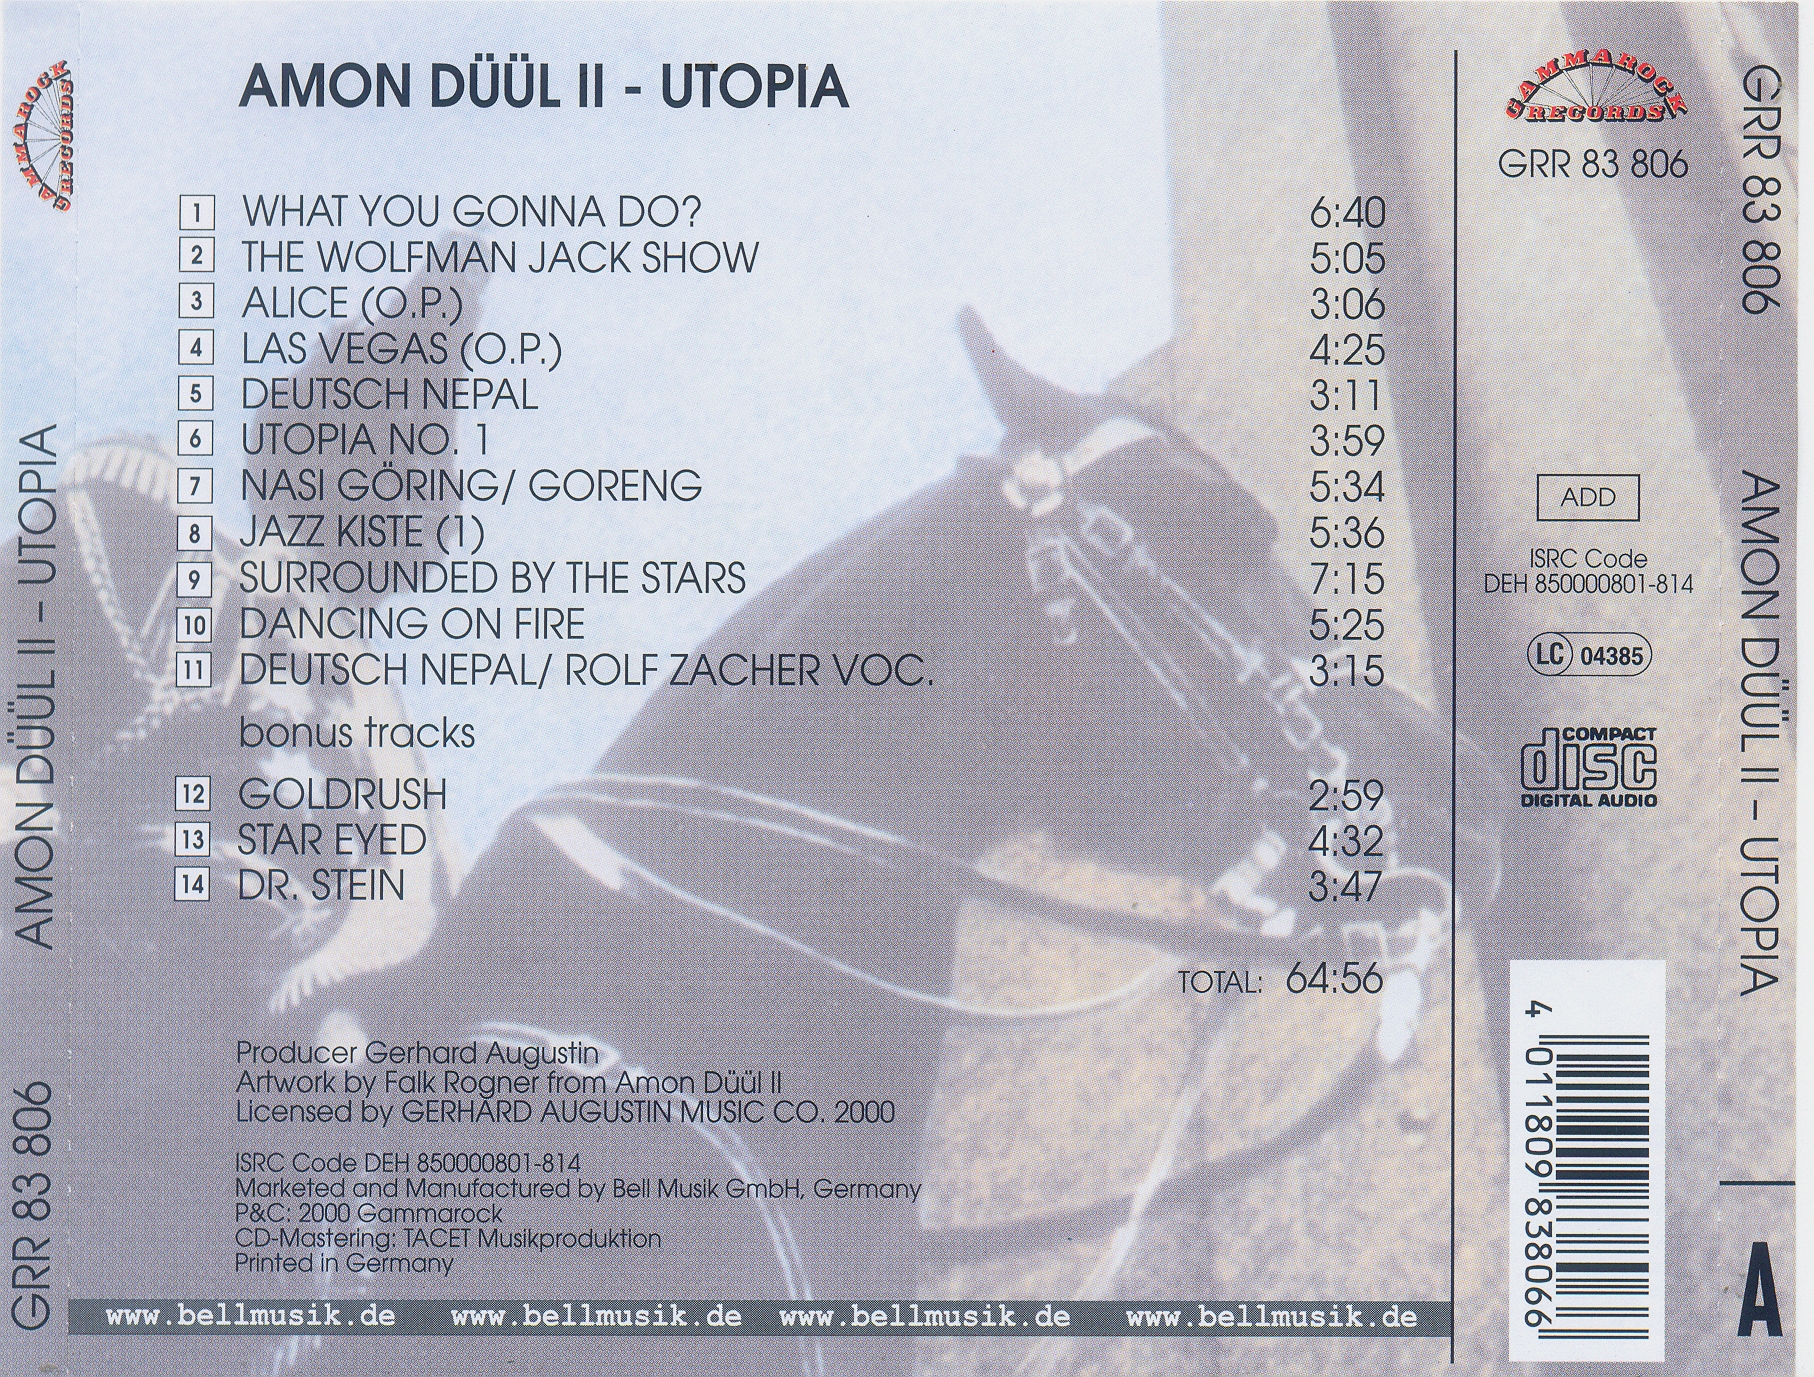 GAMMAROCK
RECORDS
AMON DÜÜL II – UTOPIA
GRR 83 806
AMON DÜÜL II - UTOPIA
1 WHAT YOU GONNA DO? 6:40
2 THE WOLFMAN JACK SHOW 5:05
3 ALICE (O.P.) 3:06
4 LAS VEGAS (O.P.) 4:25
5 DEUTSCH NEPAL 3:11
6 UTOPIA NO. 1 3:59
7 NASI GÖRING/ GORENG 5:34
8 JAZZ KISTE (1) 5:36
9 SURROUNDED BY THE STARS 7:15
10 DANCING ON FIRE 5:25
11 DEUTSCH NEPAL/ ROLF ZACHER VOC. 3:15
bonus tracks
12 GOLDRUSH 2:59
13 STAR EYED 4:32
14 DR. STEIN 3:47
TOTAL: 64:56
Producer Gerhard Augustin
Artwork by Falk Rogner from Amon Düül II
Licensed by GERHARD AUGUSTIN MUSIC CO. 2000
ISRC Code DEH 850000801-814
Marketed and Manufactured by Bell Musik GmbH, Germany
P&C: 2000 Gammarock
CD-Mastering: TACET Musikproduktion
Printed in Germany
www.bellmusik.de www.bellmusik.de www.bellmusik.de www.bellmusik.de
GAMMAROCK
RECORDS
GRR 83 806
ADD
ISRC Code
DEH 850000801-814
LC 04385
COMPACT
disc
DIGITAL AUDIO
4 011809 838066
GRR 83 806
AMON DÜÜL II – UTOPIA
A